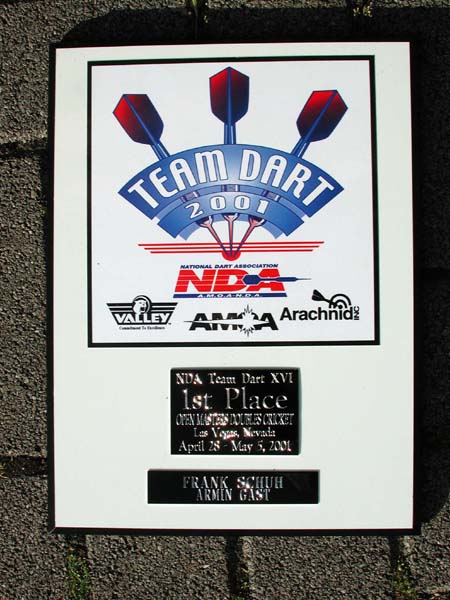 TEAM DART
2001
NATIONAL DART ASSOCIATION
NDA
A.M.O.A-N.D.A.
VALLEY
Commitment To Excellence
AMOA
Arachnid INC
NDA Team Dart XVI
1st Place
OPEN MASTERS DOUBLES CRICKET
Las Vegas, Nevada
April 28 - May 5, 2001
FRANK SCHUH
ARMIN GAST